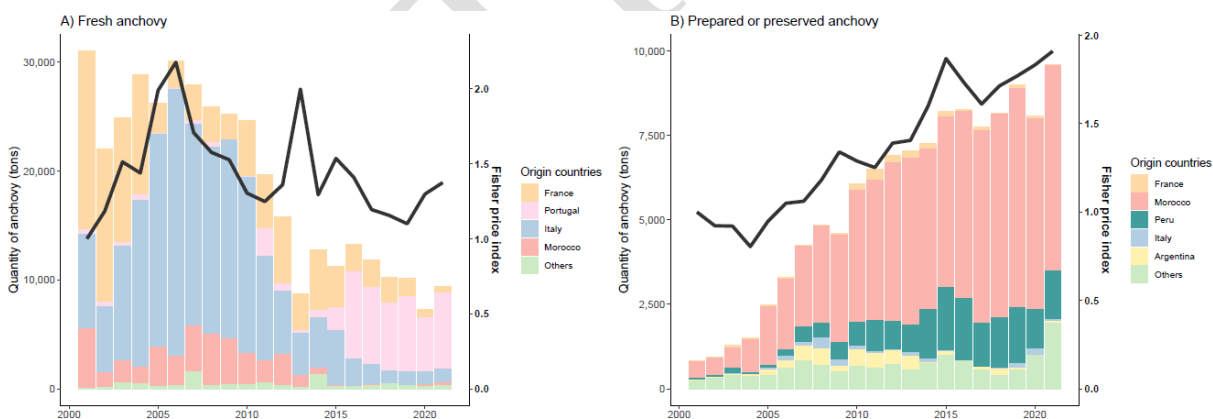 A) Fresh anchovy
30,000
20,000
10,000
0
Quantity of anchovy (tons)
2.0
1.5
1.0
0.5
0.0
Fisher price index
2000
2005
2010
2015
2020
Origin countries
France
Portugal
Italy
Morocco
Others
B) Prepared or preserved anchovy
10,000
7,500
5,000
2,500
0
Quantity of anchovy (tons)
2.0
1.5
1.0
0.5
0.0
Fisher price index
2000
2005
2010
2015
2020
Origin countries
France
Morocco
Peru
Italy
Argentina
Others